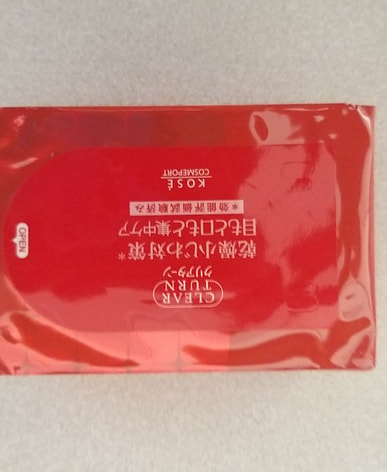 CLEAR
TURN
クリアターン
乾燥小じわ対策*
目もと口もと集中ケア
*効能評価試験済み
KOSÉ
COSMEPORT
OPEN